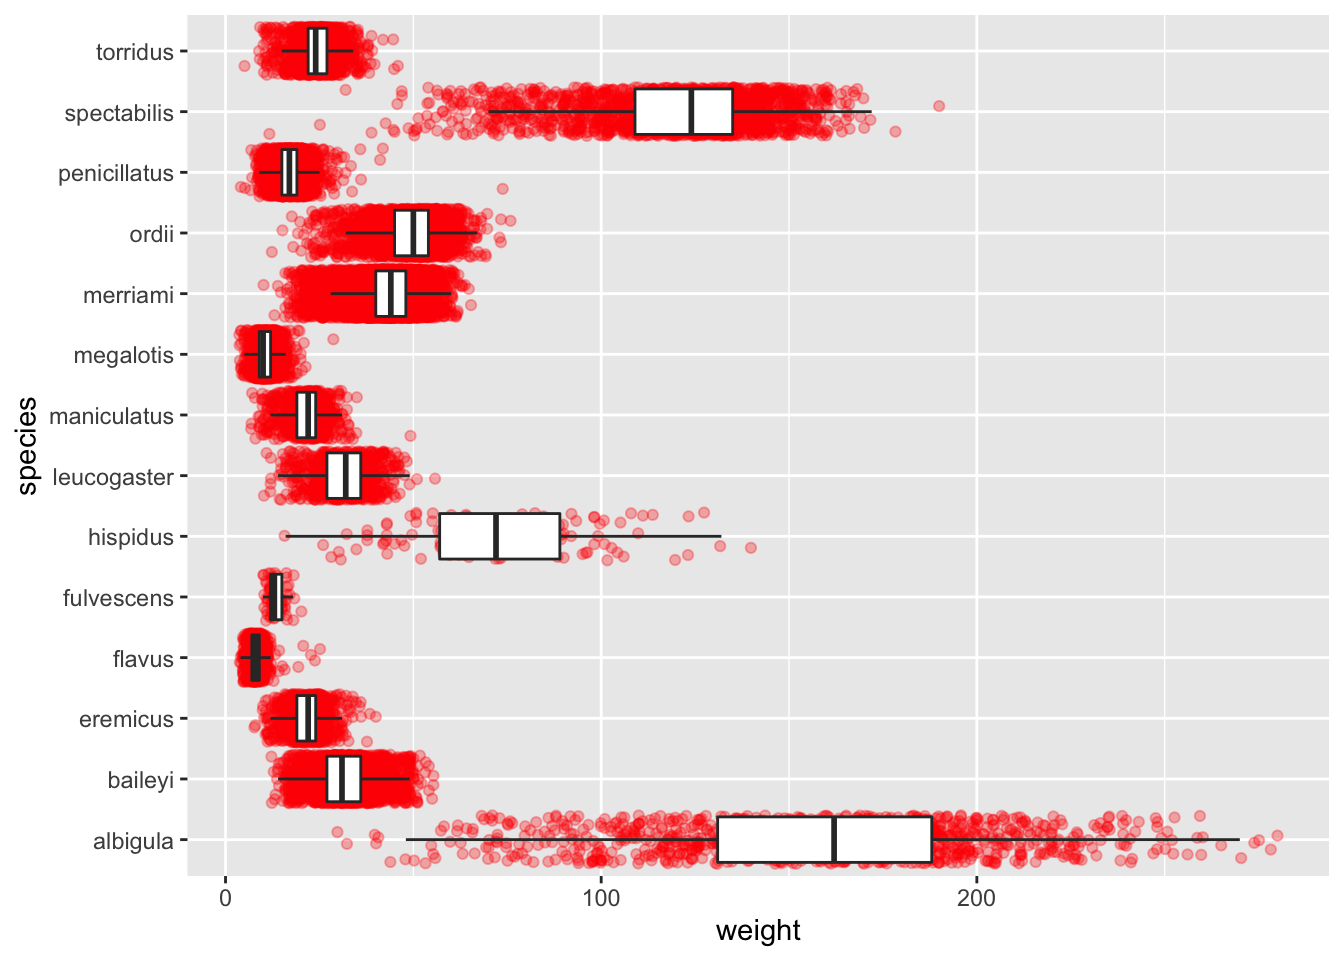 torridus
spectabilis
penicillatus
ordii
merriami
megalotis
maniculatus
leucogaster
hispidus
fulvescens
flavus
eremicus
baileyi
albigula
species
0 100 200
weight